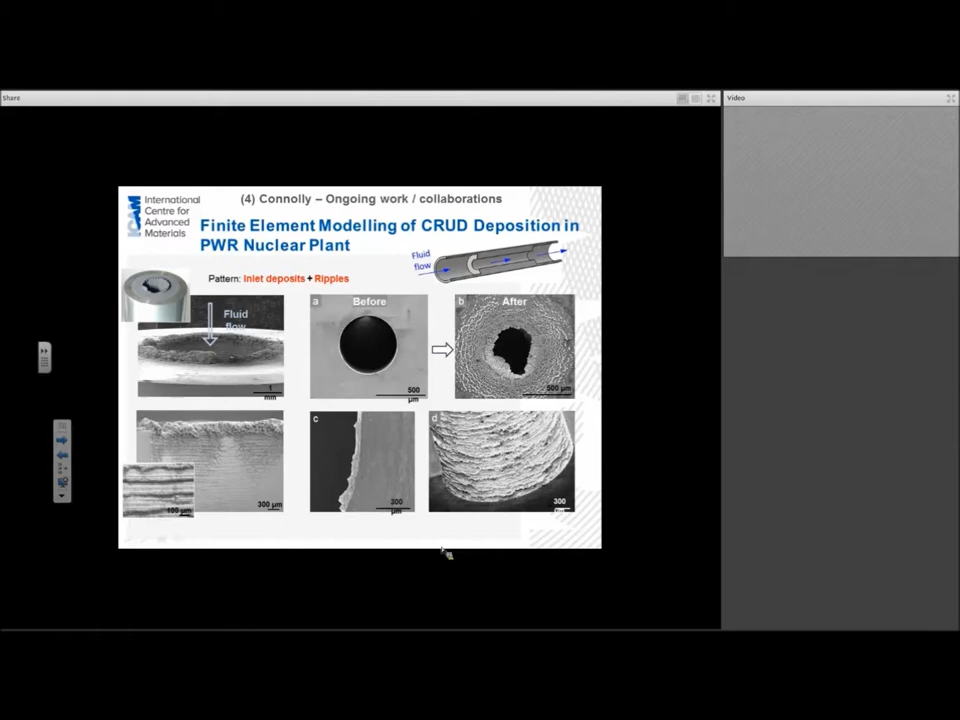 Share
Video
(4) Connolly – Ongoing work / collaborations
ICAM
International
Centre for
Advanced
Materials
Finite Element Modelling of CRUD Deposition in
PWR Nuclear Plant
Fluid
flow
Pattern: Inlet deposits + Ripples
Fluid
flow
1
mm
a
Before
500
µm
b
After
500 µm
300 µm
100 µm
c
300
µm
d
300